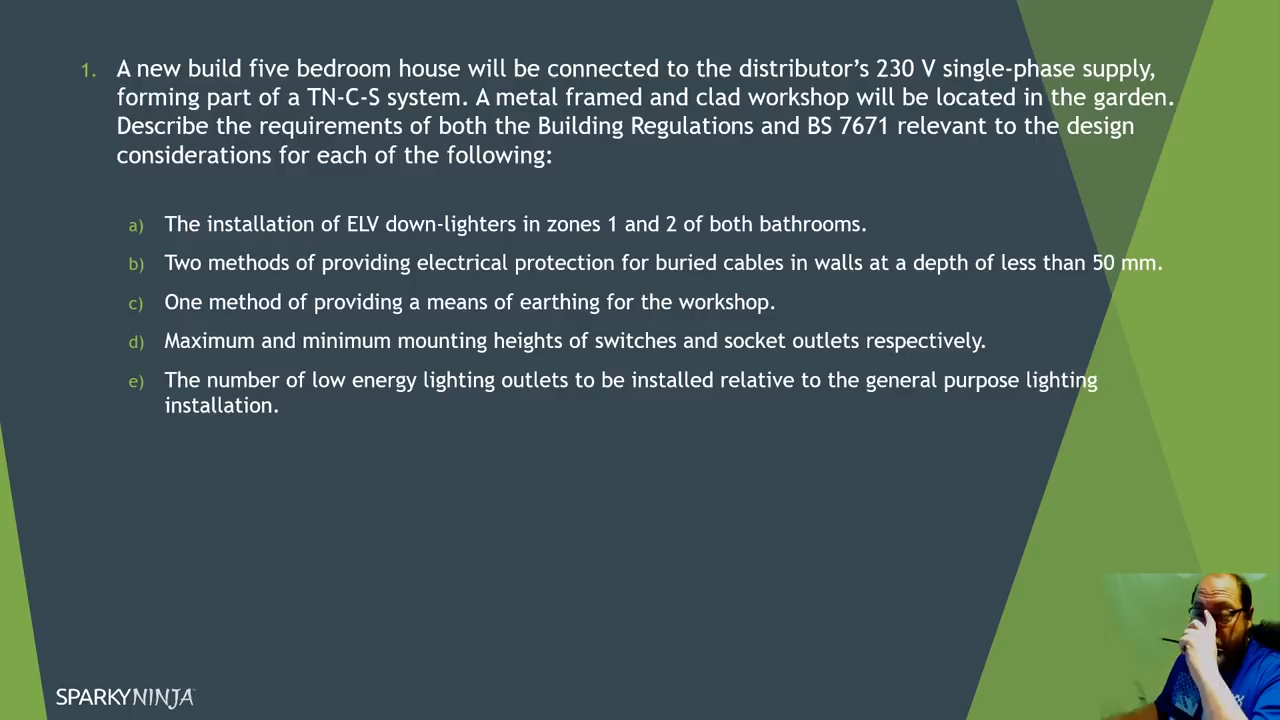 1. A new build five bedroom house will be connected to the distributor’s 230 V single-phase supply,
forming part of a TN-C-S system. A metal framed and clad workshop will be located in the garden.
Describe the requirements of both the Building Regulations and BS 7671 relevant to the design
considerations for each of the following:
a) The installation of ELV down-lighters in zones 1 and 2 of both bathrooms.
b) Two methods of providing electrical protection for buried cables in walls at a depth of less than 50 mm.
c) One method of providing a means of earthing for the workshop.
d) Maximum and minimum mounting heights of switches and socket outlets respectively.
e) The number of low energy lighting outlets to be installed relative to the general purpose lighting
installation.
SPARKYNINJA